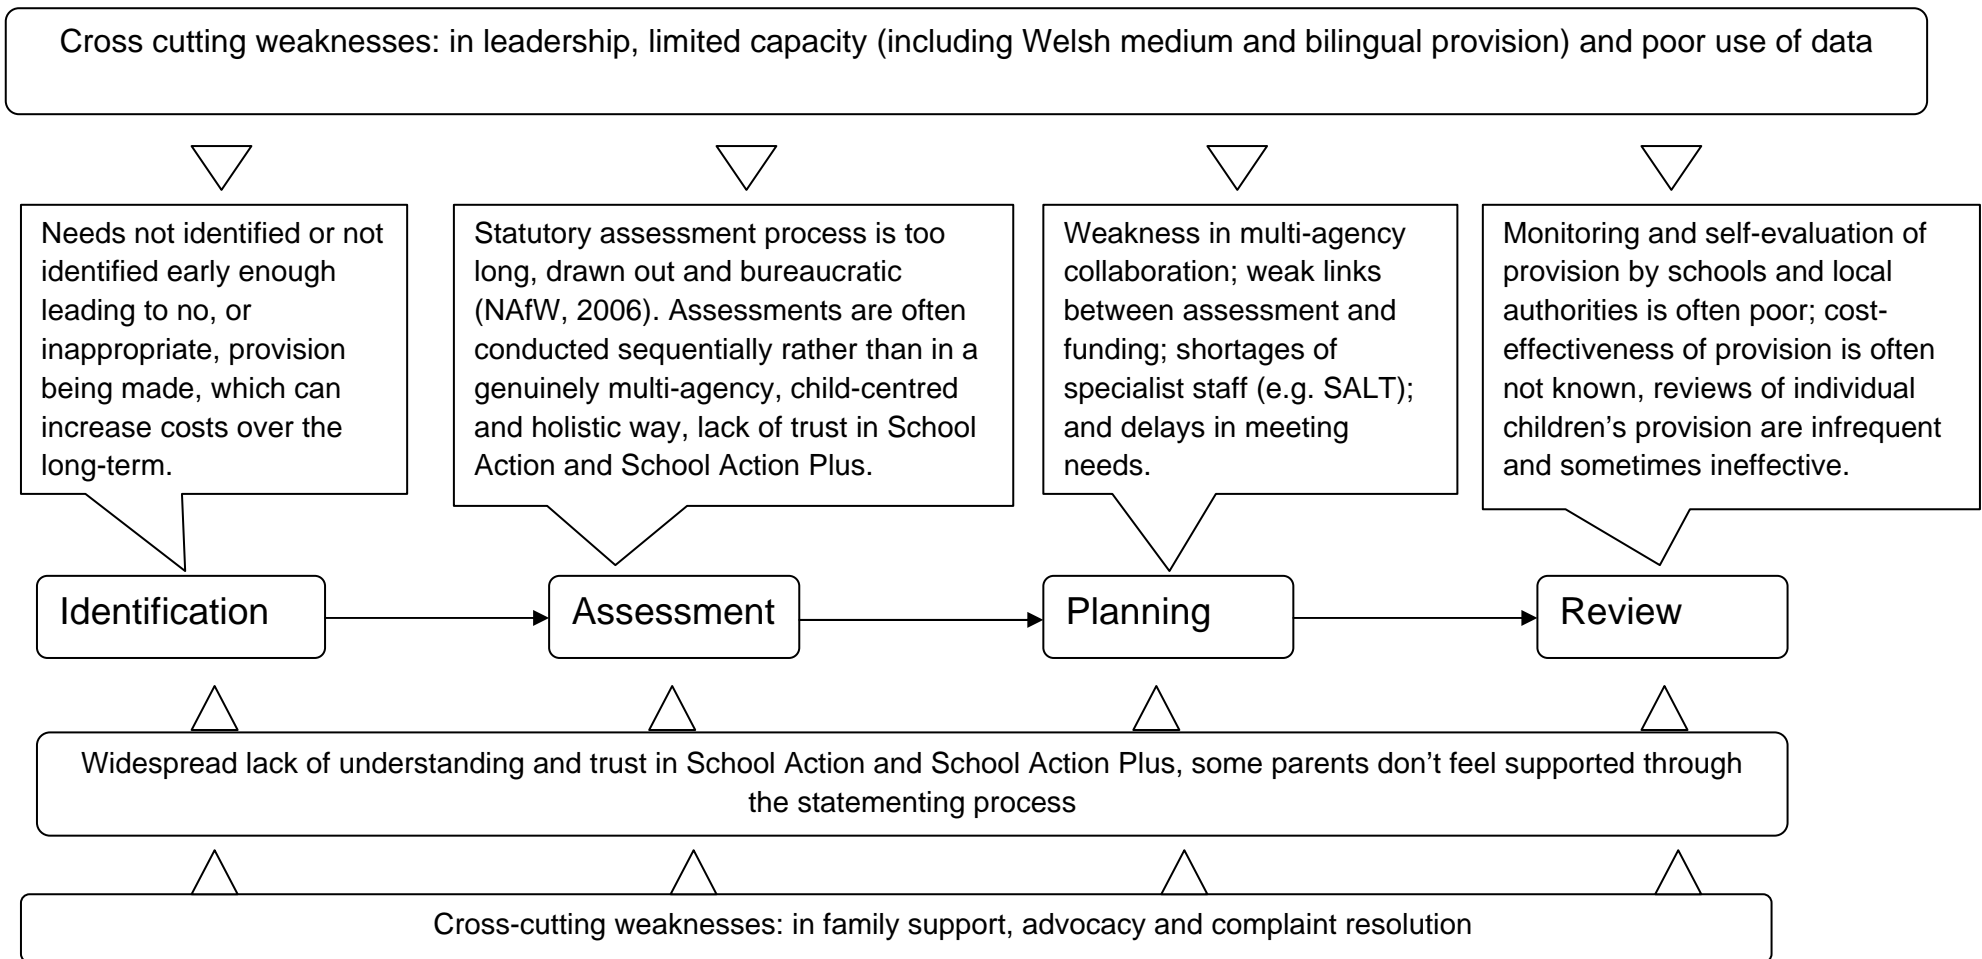 Cross cutting weaknesses: in leadership, limited capacity (including Welsh medium and bilingual provision) and poor use of data
Needs not identified or not
identified early enough
leading to no, or
inappropriate, provision
being made, which can
increase costs over the
long-term.
Statutory assessment process is too
long, drawn out and bureaucratic
(NAfW, 2006). Assessments are often
conducted sequentially rather than in a
genuinely multi-agency, child-centred
and holistic way, lack of trust in School
Action and School Action Plus.
Weakness in multi-agency
collaboration; weak links
between assessment and
funding; shortages of
specialist staff (e.g. SALT);
and delays in meeting
needs.
Monitoring and self-evaluation of
provision by schools and local
authorities is often poor; cost-
effectiveness of provision is often
not known, reviews of individual
children’s provision are infrequent
and sometimes ineffective.
Identification
Assessment
Planning
Review
Widespread lack of understanding and trust in School Action and School Action Plus, some parents don’t feel supported through
the statementing process
Cross-cutting weaknesses: in family support, advocacy and complaint resolution